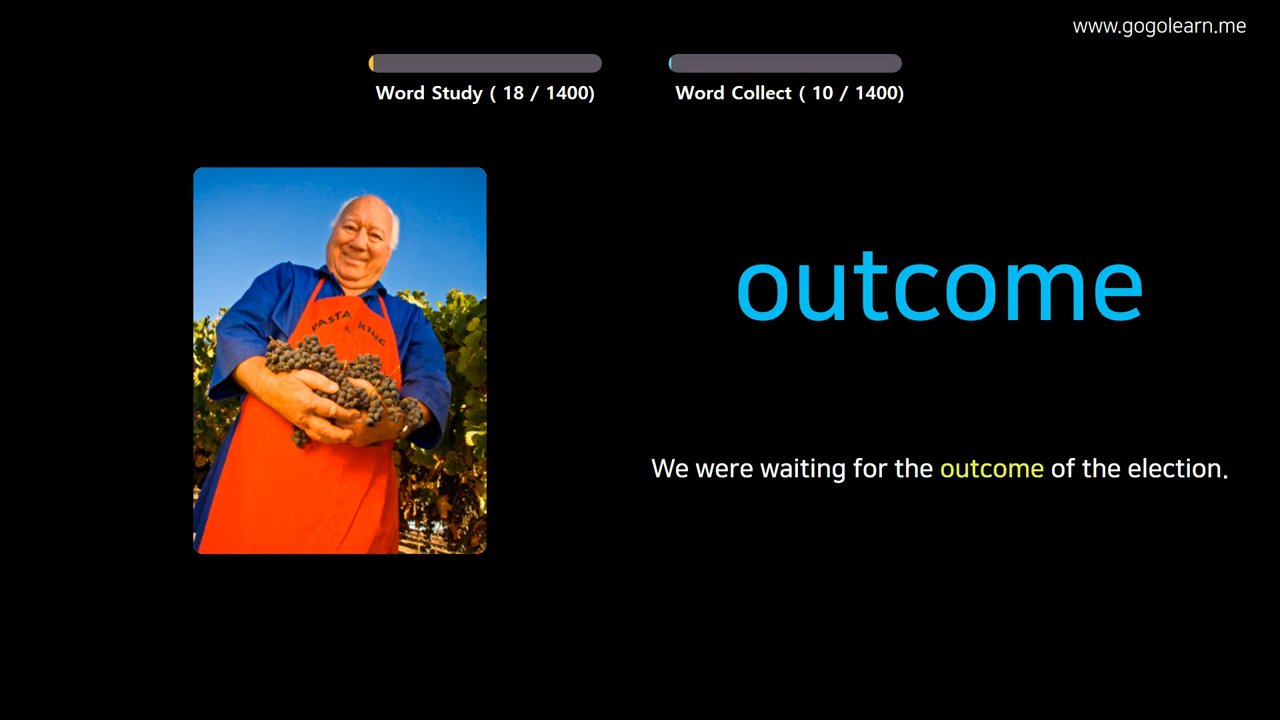 www.gogolearn.me
Word Study ( 18 / 1400)
Word Collect ( 10 / 1400)
PASTA KING
outcome
We were waiting for the outcome of the election.